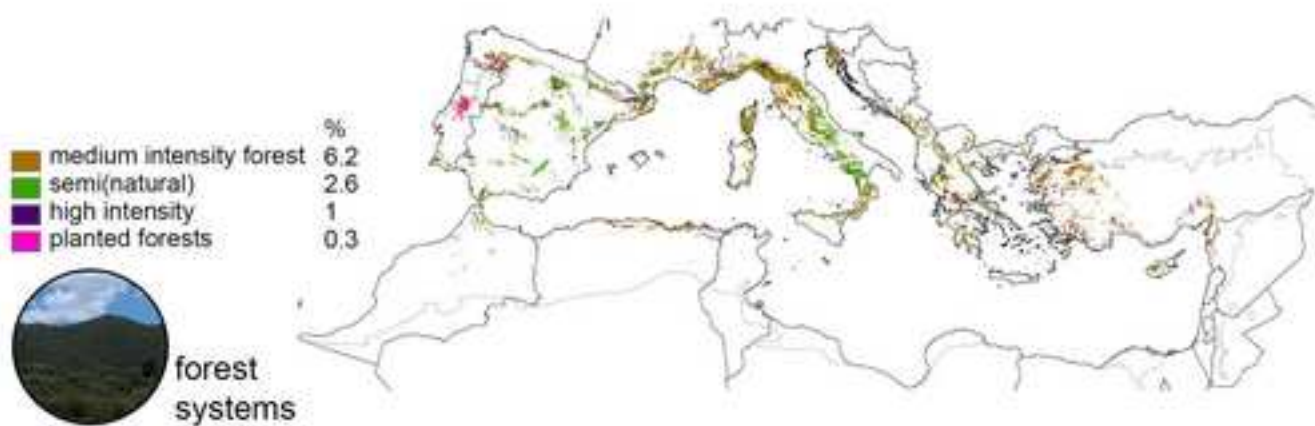 %
medium intensity forest 6.2
semi(natural) 2.6
high intensity 1
planted forests 0.3
forest
systems